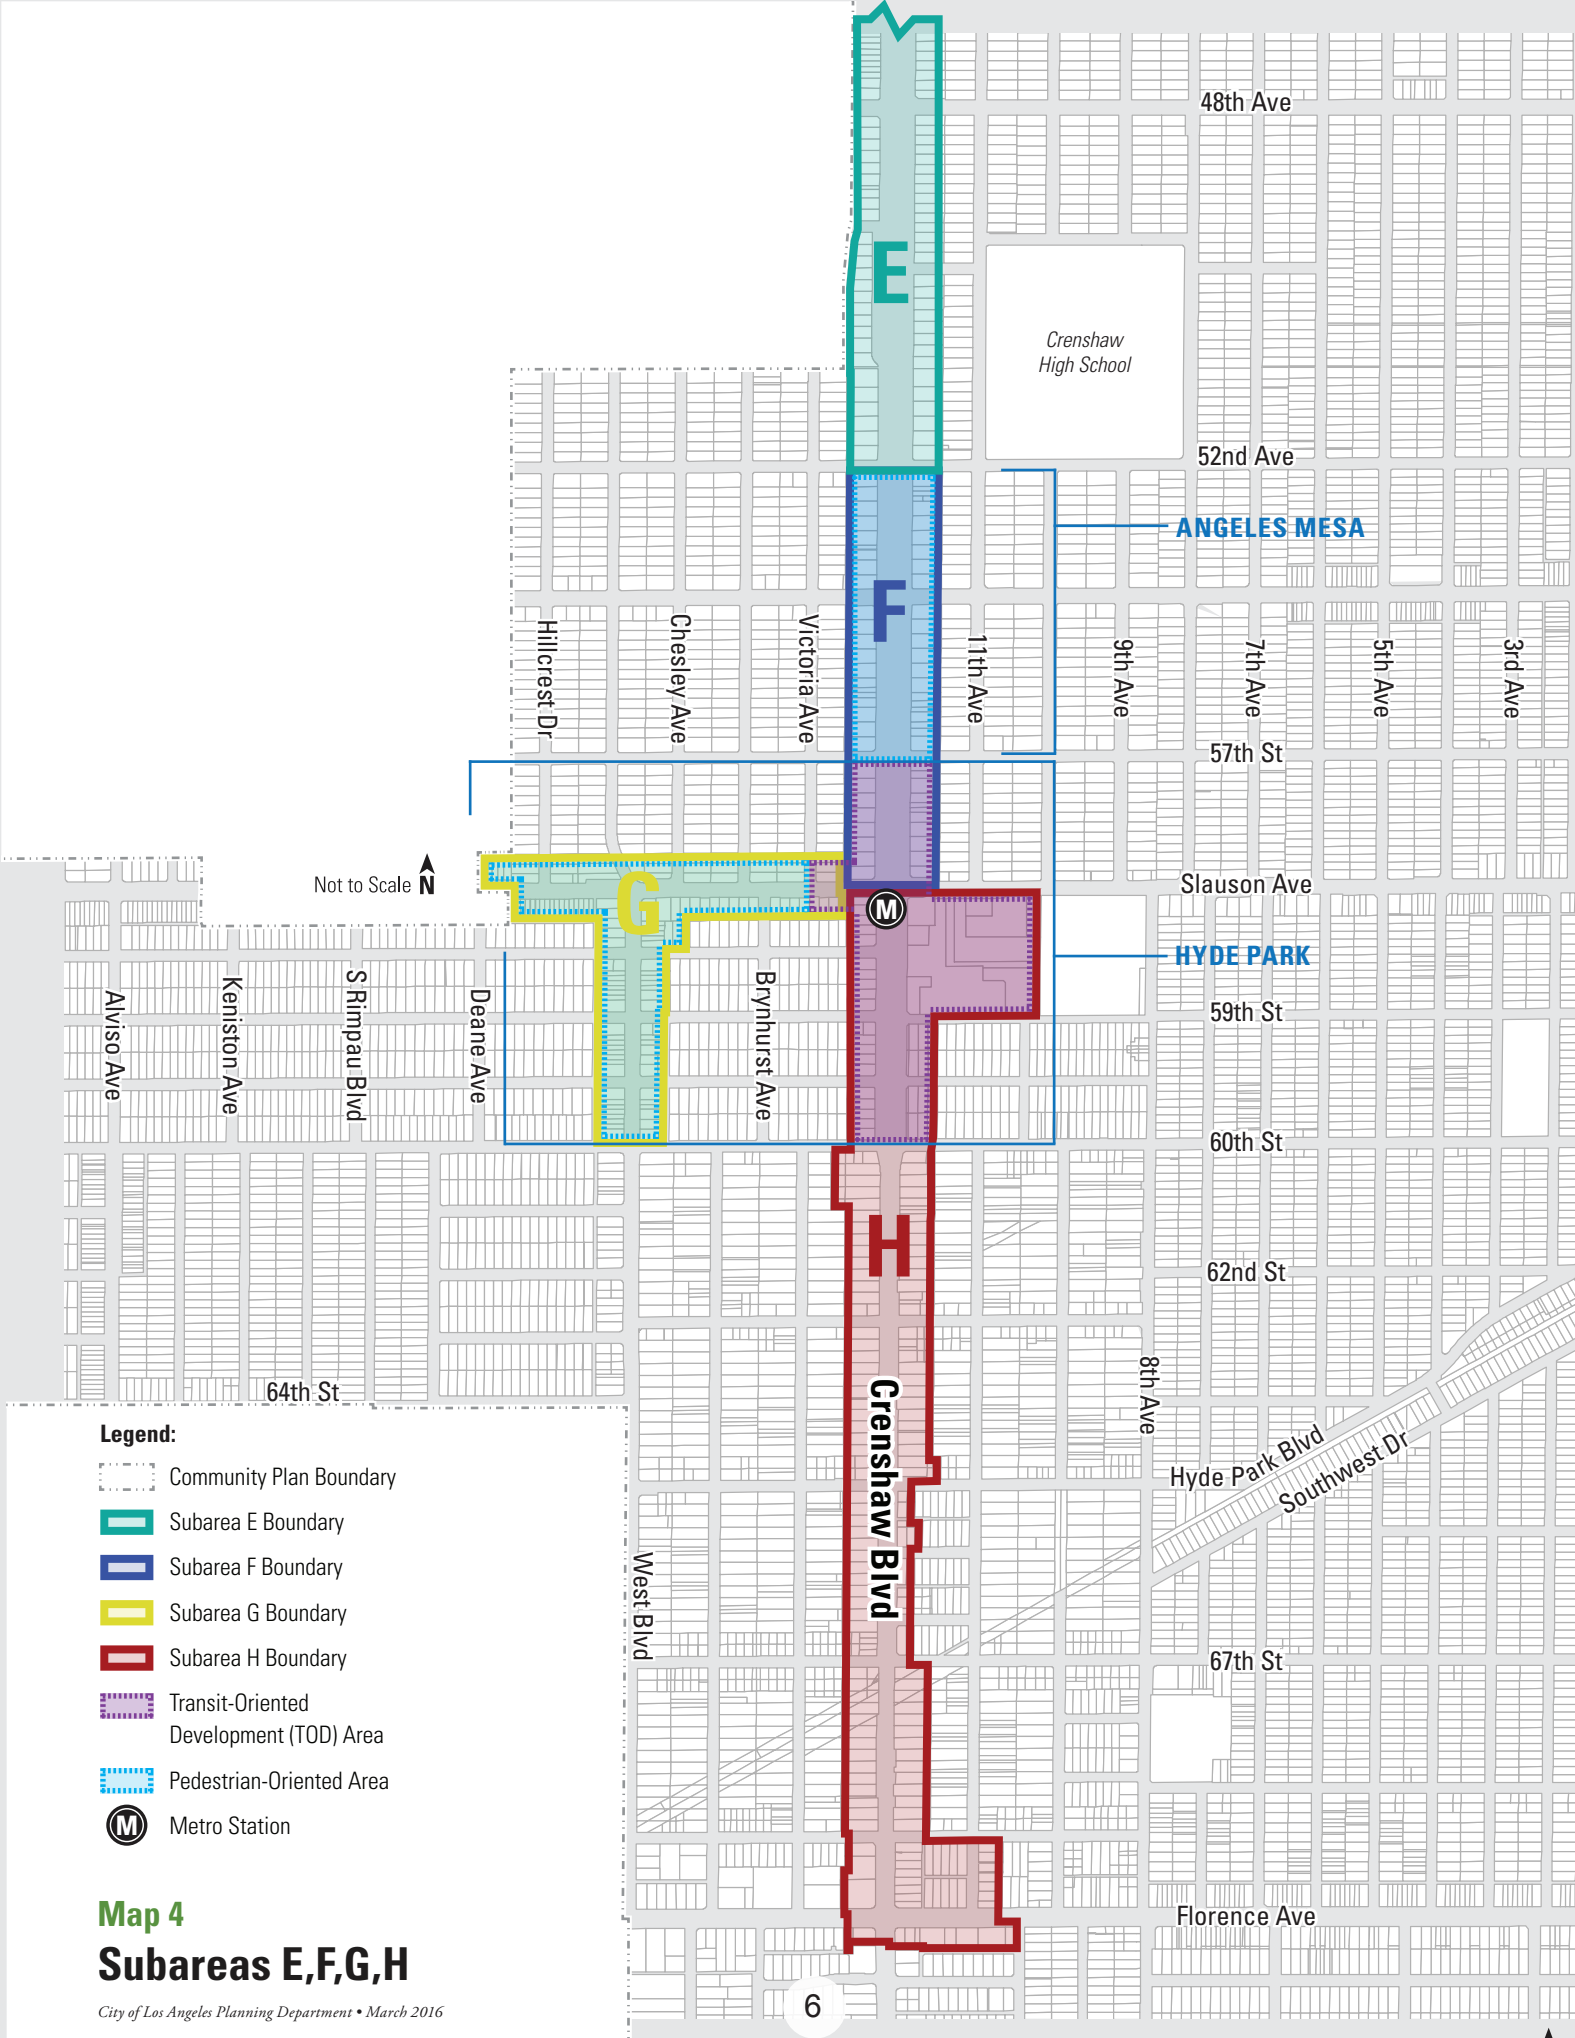 48th Ave
E
Crenshaw
High School
52nd Ave
ANGELES MESA
F
Hillcrest Dr
Chesley Ave
Victoria Ave
11th Ave
9th Ave
7th Ave
5th Ave
3rd Ave
57th St
Not to Scale N
G
M
Slauson Ave
HYDE PARK
Alviso Ave
Keniston Ave
S Rimpau Blvd
Deane Ave
Brynhurst Ave
59th St
60th St
H
62nd St
64th St
8th Ave
Crenshaw Blvd
Hyde Park Blvd
Southwest Dr
West Blvd
67th St
Florence Ave
Legend:
Community Plan Boundary
Subarea E Boundary
Subarea F Boundary
Subarea G Boundary
Subarea H Boundary
Transit-Oriented
Development (TOD) Area
Pedestrian-Oriented Area
M Metro Station
Map 4
Subareas E,F,G,H
City of Los Angeles Planning Department • March 2016
6